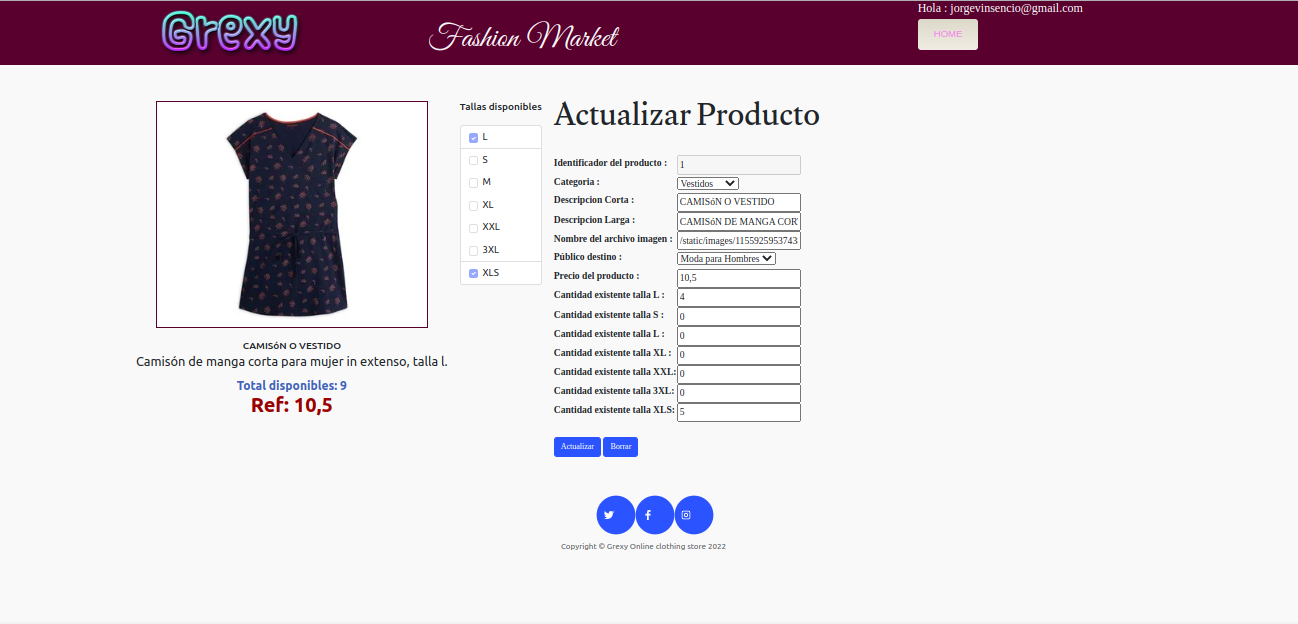 Grexy
Fashion Market
Hola : jorgevinsencio@gmail.com
HOME
CAMISóN O VESTIDO
Camisón de manga corta para mujer in extenso, talla l.
Total disponibles: 9
Ref: 10,5
Tallas disponibles
L
S
M
XL
XXL
3XL
XLS
Actualizar Producto
Identificador del producto : 1
Categoria : Vestidos
Descripcion Corta : CAMISóN O VESTIDO
Descripcion Larga : CAMISóN DE MANGA COR
Nombre del archivo imagen : /static/images/1155925953743
Público destino : Moda para Hombres
Precio del producto : 10,5
Cantidad existente talla L : 4
Cantidad existente talla S : 0
Cantidad existente talla L : 0
Cantidad existente talla XL : 0
Cantidad existente talla XXL: 0
Cantidad existente talla 3XL: 0
Cantidad existente talla XLS: 5
Actualizar Borrar
Copyright © Grexy Online clothing store 2022